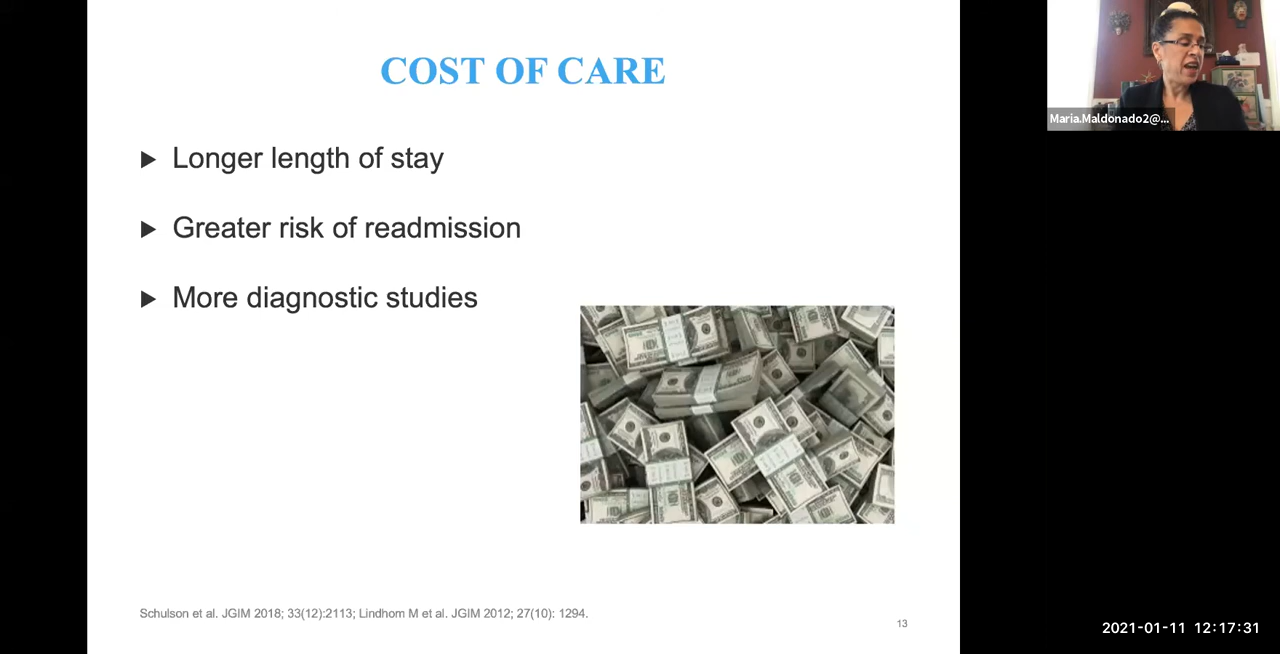 COST OF CARE
Longer length of stay
Greater risk of readmission
More diagnostic studies
Schulson et al. JGIM 2018; 33(12):2113; Lindhom M et al. JGIM 2012; 27(10): 1294.
13
Maria.Maldonado2@...
2021-01-11 12:17:31